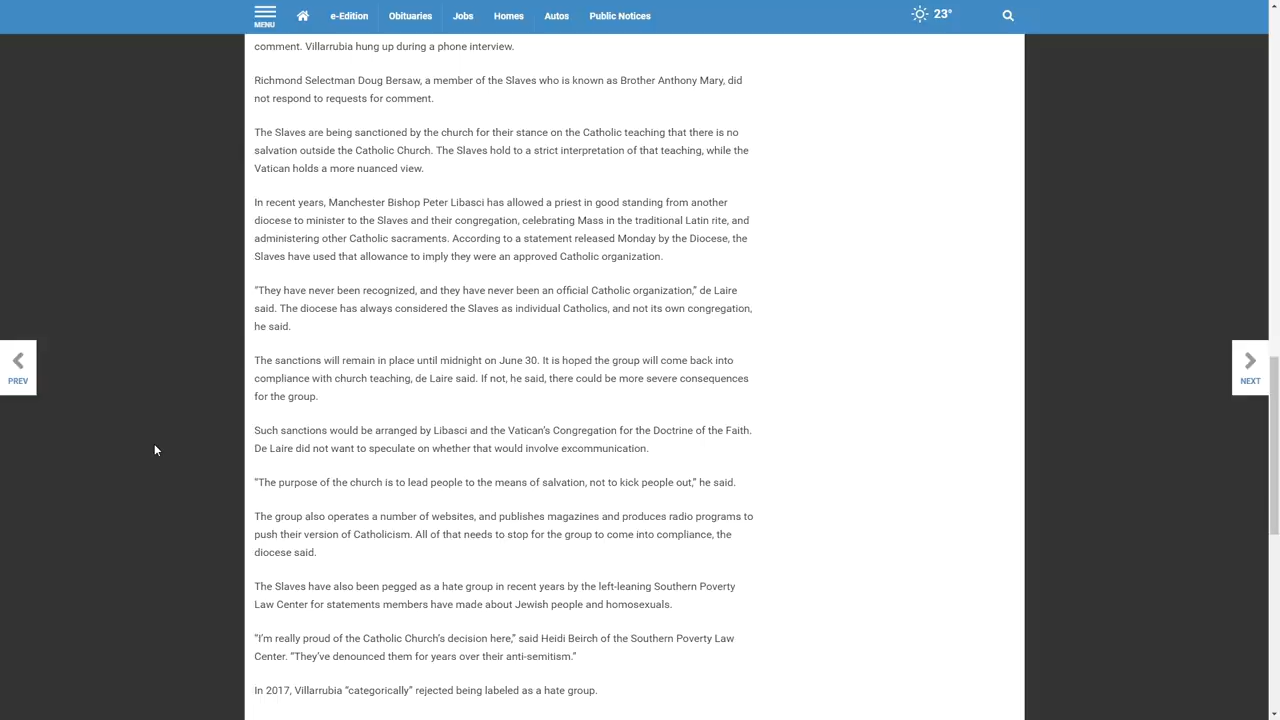 MENU
e-Edition
Obituaries
Jobs
Homes
Autos
Public Notices
23°
comment. Villarrubia hung up during a phone interview.
Richmond Selectman Doug Bersaw, a member of the Slaves who is known as Brother Anthony Mary, did
not respond to requests for comment.
The Slaves are being sanctioned by the church for their stance on the Catholic teaching that there is no
salvation outside the Catholic Church. The Slaves hold to a strict interpretation of that teaching, while the
Vatican holds a more nuanced view.
In recent years, Manchester Bishop Peter Libasci has allowed a priest in good standing from another
diocese to minister to the Slaves and their congregation, celebrating Mass in the traditional Latin rite, and
administering other Catholic sacraments. According to a statement released Monday by the Diocese, the
Slaves have used that allowance to imply they were an approved Catholic organization.
“They have never been recognized, and they have never been an official Catholic organization,” de Laire
said. The diocese has always considered the Slaves as individual Catholics, and not its own congregation,
he said.
PREV
NEXT
The sanctions will remain in place until midnight on June 30. It is hoped the group will come back into
compliance with church teaching, de Laire said. If not, he said, there could be more severe consequences
for the group.
Such sanctions would be arranged by Libasci and the Vatican’s Congregation for the Doctrine of the Faith.
De Laire did not want to speculate on whether that would involve excommunication.
“The purpose of the church is to lead people to the means of salvation, not to kick people out,” he said.
The group also operates a number of websites, and publishes magazines and produces radio programs to
push their version of Catholicism. All of that needs to stop for the group to come into compliance, the
diocese said.
The Slaves have also been pegged as a hate group in recent years by the left-leaning Southern Poverty
Law Center for statements members have made about Jewish people and homosexuals.
“I’m really proud of the Catholic Church’s decision here,” said Heidi Beirch of the Southern Poverty Law
Center. “They’ve denounced them for years over their anti-semitism.”
In 2017, Villarrubia “categorically” rejected being labeled as a hate group.